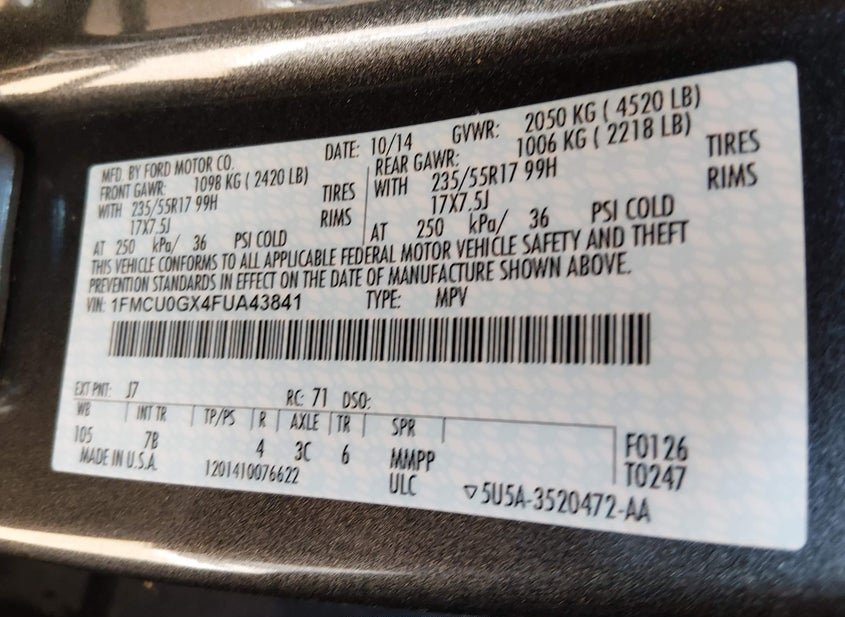 MFD. BY FORD MOTOR CO. DATE: 10/14 GVWR: 2050 KG ( 4520 LB)
FRONT GAWR: 1098 KG ( 2420 LB) REAR GAWR: 1006 KG ( 2218 LB)
WITH 235/55R17 99H TIRES WITH 235/55R17 99H TIRES
17X7.5J RIMS 17X7.5J RIMS
AT 250 kPa/ 36 PSI COLD AT 250 kPa/ 36 PSI COLD
THIS VEHICLE CONFORMS TO ALL APPLICABLE FEDERAL MOTOR VEHICLE SAFETY AND THEFT
PREVENTION STANDARDS IN EFFECT ON THE DATE OF MANUFACTURE SHOWN ABOVE.
VIN: 1FMCU0GX4FUA43841 TYPE: MPV
EXT PNT: J7 RC: 71 DSO:
WB INT TR TP/PS R AXLE TR SPR
105 7B 4 3C 6 MMPP F0126
MADE IN U.S.A. 1201410076622 ULC T0247
▽5U5A-3520472-AA